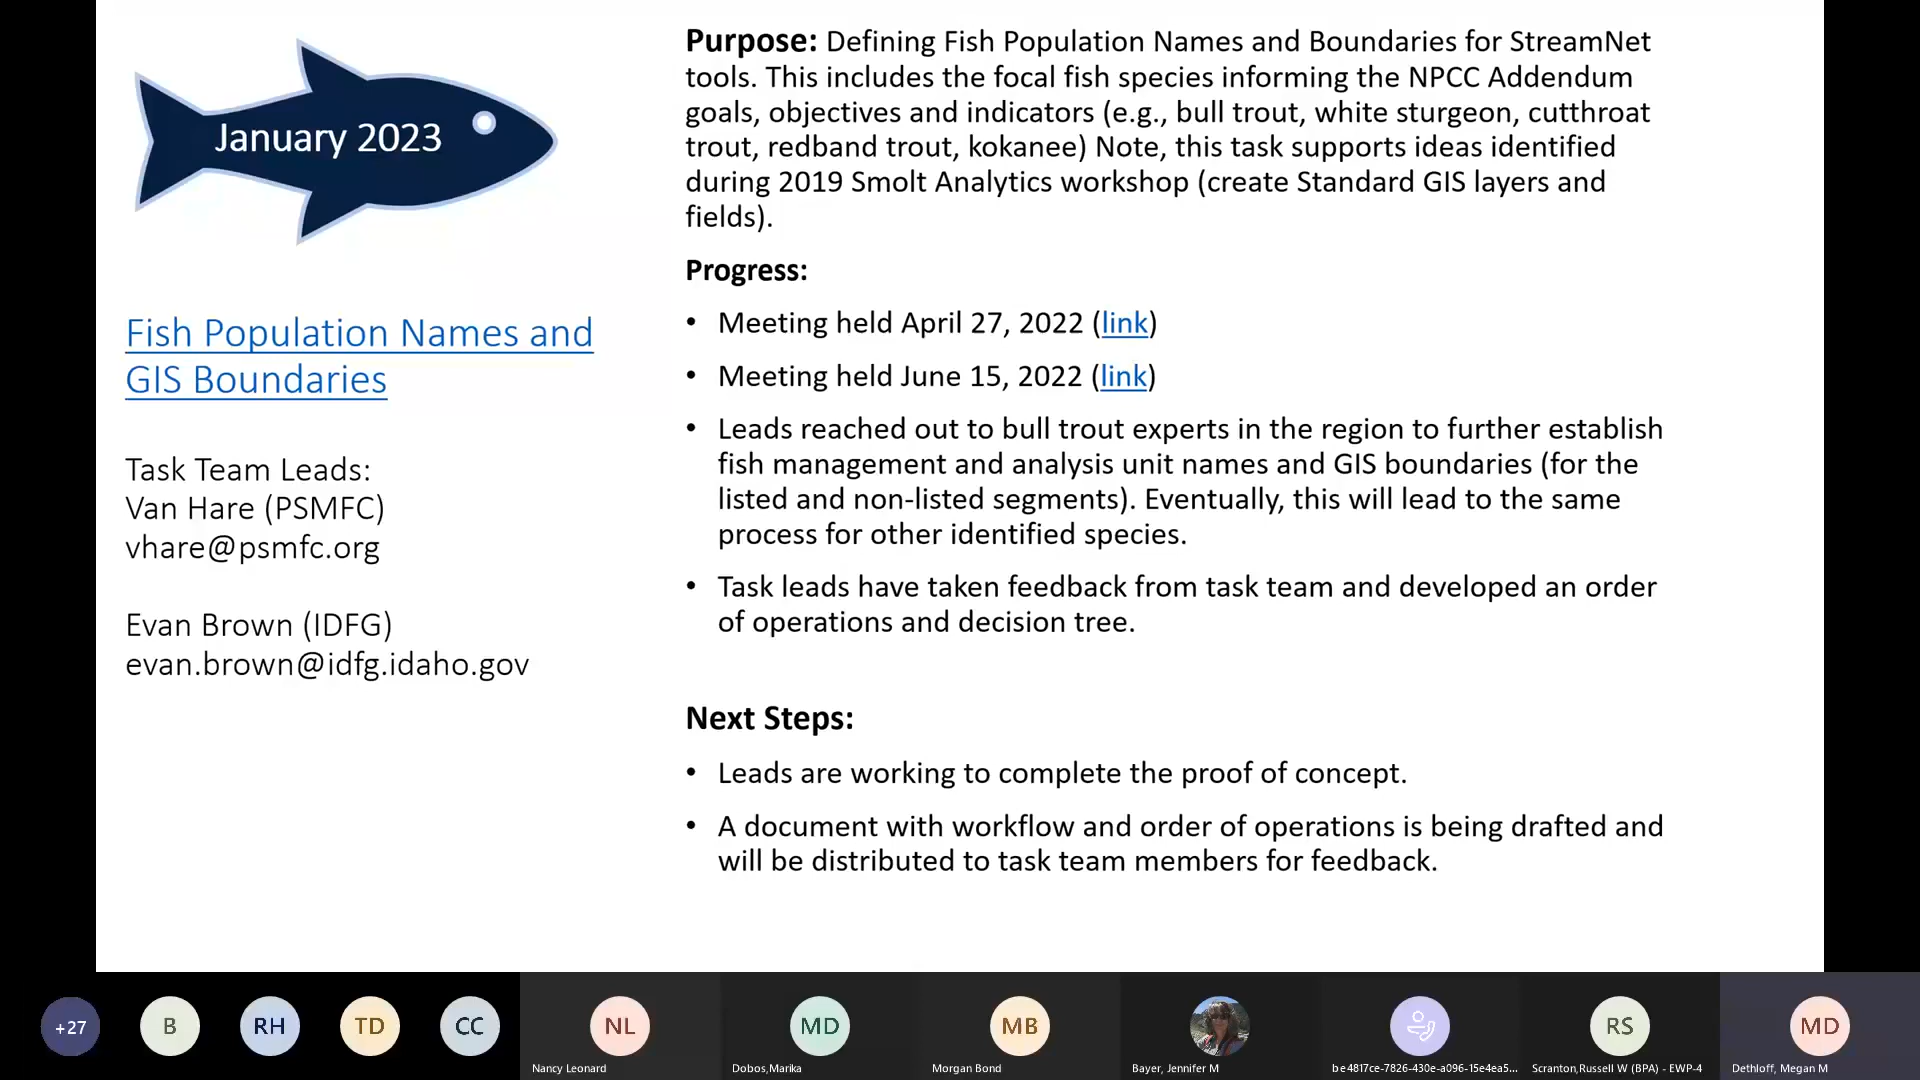 January 2023
Fish Population Names and
GIS Boundaries
Task Team Leads:
Van Hare (PSMFC)
vhare@psmfc.org
Evan Brown (IDFG)
evan.brown@idfg.idaho.gov
Purpose: Defining Fish Population Names and Boundaries for StreamNet
tools. This includes the focal fish species informing the NPCC Addendum
goals, objectives and indicators (e.g., bull trout, white sturgeon, cutthroat
trout, redband trout, kokanee) Note, this task supports ideas identified
during 2019 Smolt Analytics workshop (create Standard GIS layers and
fields).
Progress:
• Meeting held April 27, 2022 (link)
• Meeting held June 15, 2022 (link)
• Leads reached out to bull trout experts in the region to further establish
fish management and analysis unit names and GIS boundaries (for the
listed and non-listed segments). Eventually, this will lead to the same
process for other identified species.
• Task leads have taken feedback from task team and developed an order
of operations and decision tree.
Next Steps:
• Leads are working to complete the proof of concept.
• A document with workflow and order of operations is being drafted and
will be distributed to task team members for feedback.
+27
B
RH
TD
CC
NL
Nancy Leonard
MD
Dobos,Marika
MB
Morgan Bond
Bayer, Jennifer M
be4817ce-7826-430e-a096-15e4ea5...
RS
Scranton,Russell W (BPA) - EWP-4
MD
Dethloff, Megan M